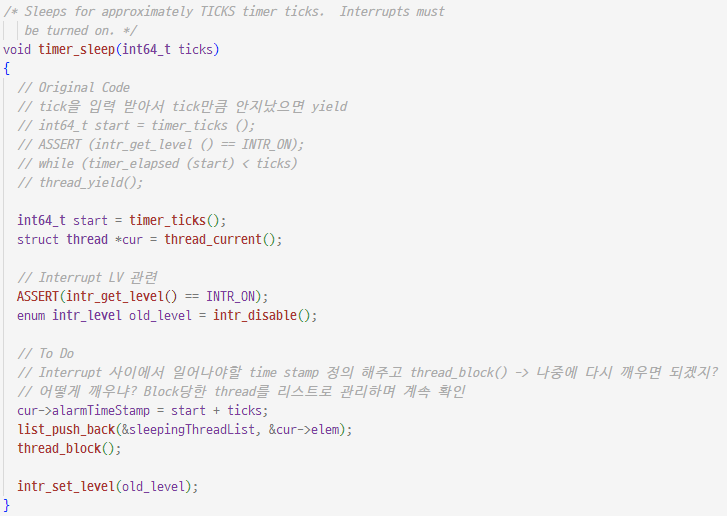 /* Sleeps for approximately TICKS timer ticks.  Interrupts must
be turned on. */
void timer_sleep(int64_t ticks)
{
// Original Code
// tick을 입력 받아서 tick만큼 안지났으면 yield
// int64_t start = timer_ticks ();
// ASSERT (intr_get_level () == INTR_ON);
// while (timer_elapsed (start) < ticks)
// thread_yield();
int64_t start = timer_ticks();
struct thread *cur = thread_current();
// Interrupt LV 관련
ASSERT(intr_get_level() == INTR_ON);
enum intr_level old_level = intr_disable();
// To Do
// Interrupt 사이에서 일어나야할 time stamp 정의 해주고 thread_block() -> 나중에 다시 깨우면 되겠지?
// 어떻게 깨우냐? Block당한 thread를 리스트로 관리하며 계속 확인
cur->alarmTimeStamp = start + ticks;
list_push_back(&sleepingThreadList, &cur->elem);
thread_block();
intr_set_level(old_level);
}